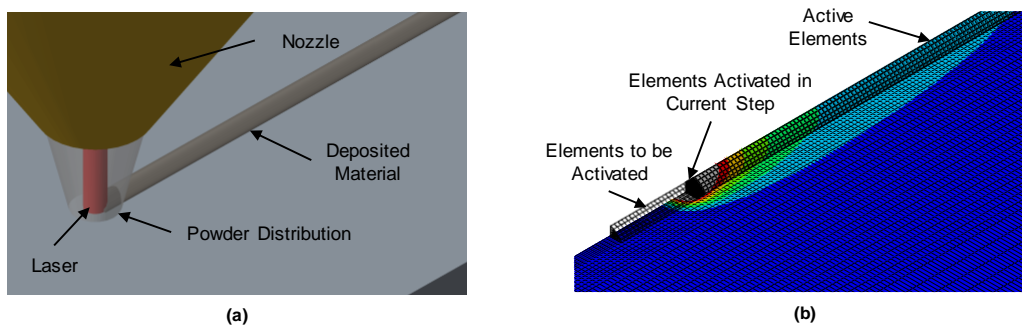 Nozzle
Deposited
Material
Powder Distribution
Laser
(a)
Active
Elements
Elements Activated in
Current Step
Elements to be
Activated
(b)